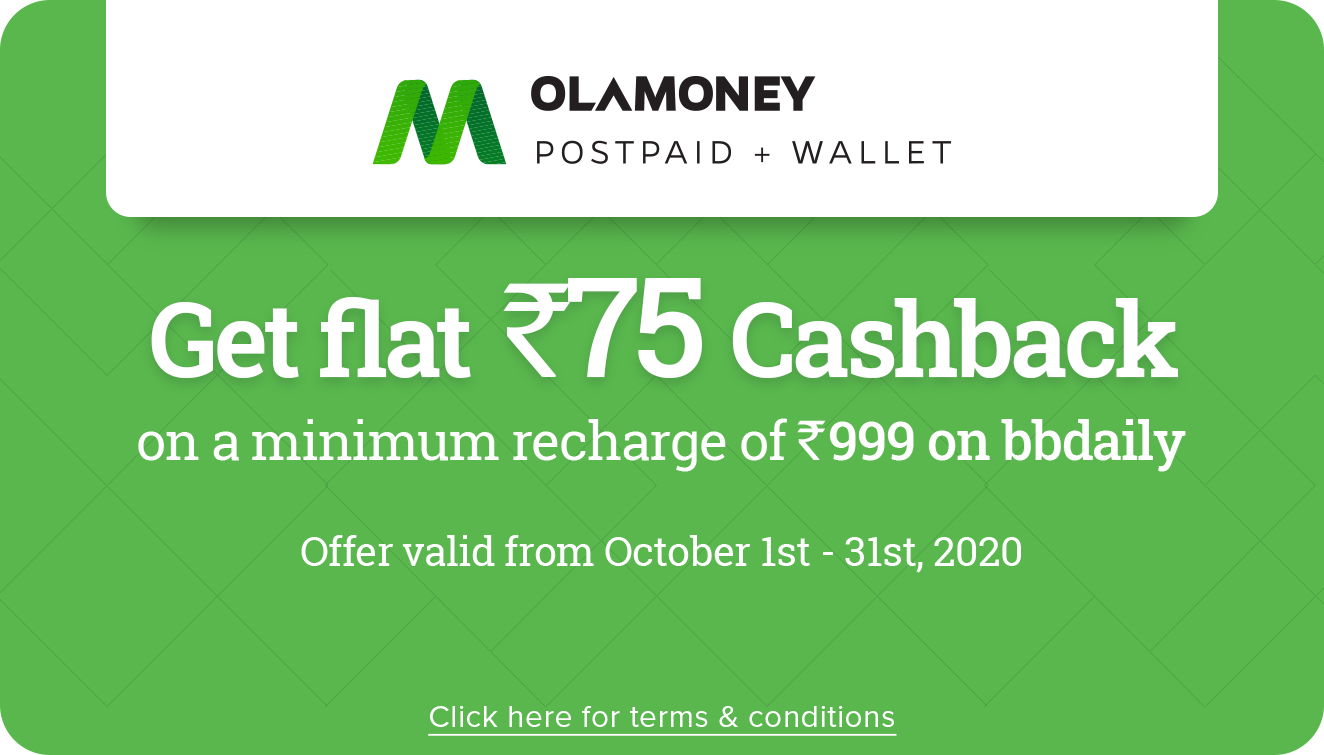 OLAMONEY
POSTPAID + WALLET
Get flat ₹75 Cashback
on a minimum recharge of ₹999 on bbdaily
Offer valid from October 1st - 31st, 2020
Click here for terms & conditions